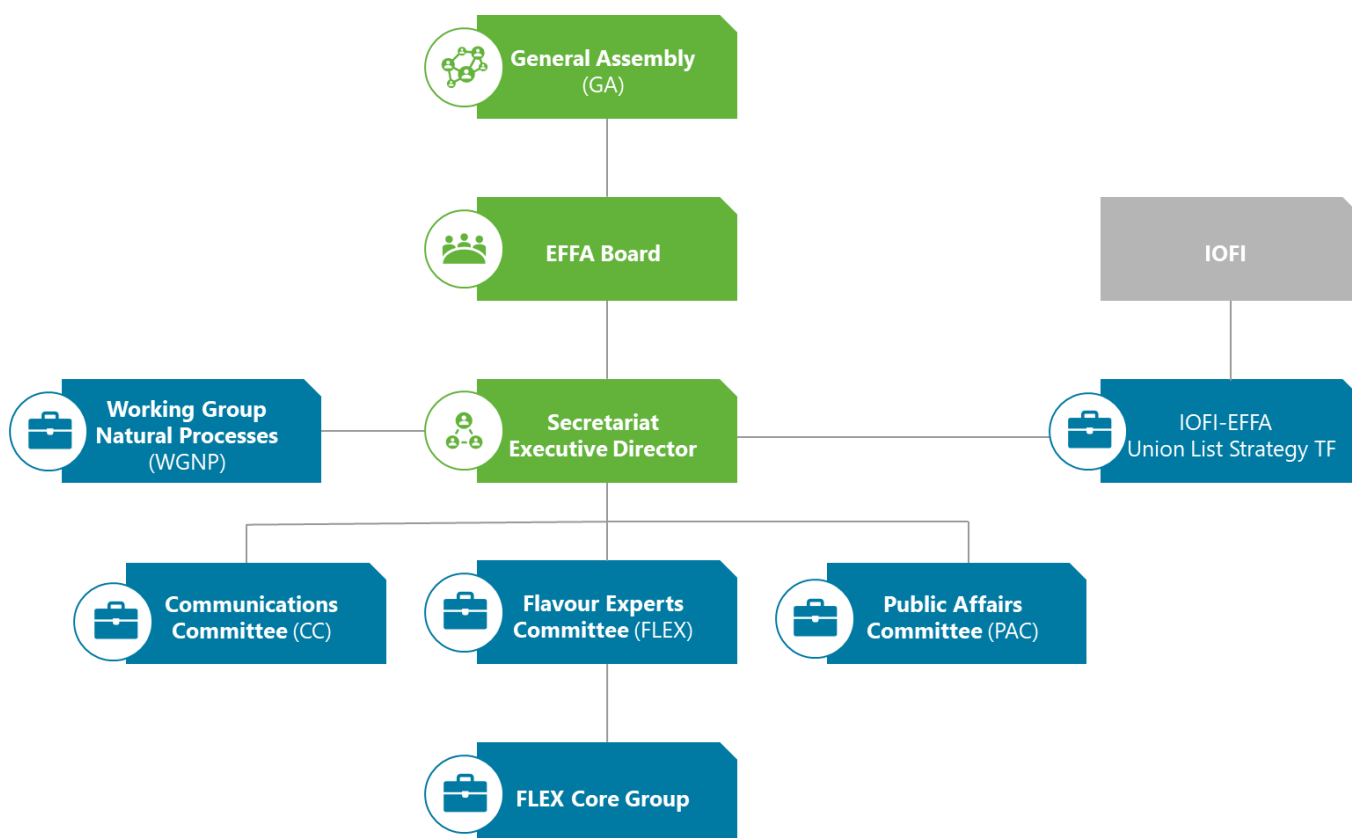 General Assembly
(GA)
EFFA Board
IOFI
Working Group
Natural Processes
(WGNP)
Secretariat
Executive Director
IOFI-EFFA
Union List Strategy TF
Communications
Committee (CC)
Flavour Experts
Committee (FLEX)
Public Affairs
Committee (PAC)
FLEX Core Group